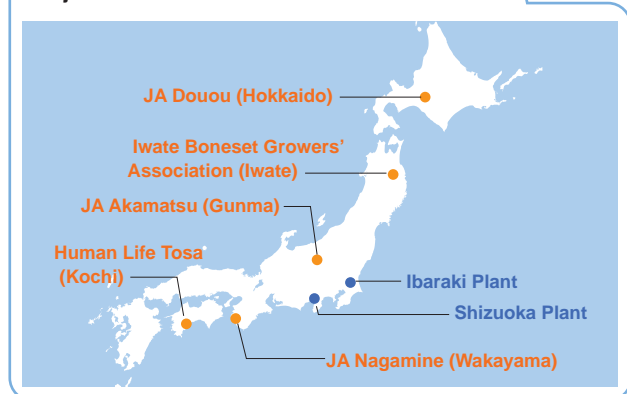 JA Douou (Hokkaido)
Iwate Boneset Growers'
Association (Iwate)
JA Akamatsu (Gunma)
Human Life Tosa
(Kochi)
Ibaraki Plant
Shizuoka Plant
JA Nagamine (Wakayama)